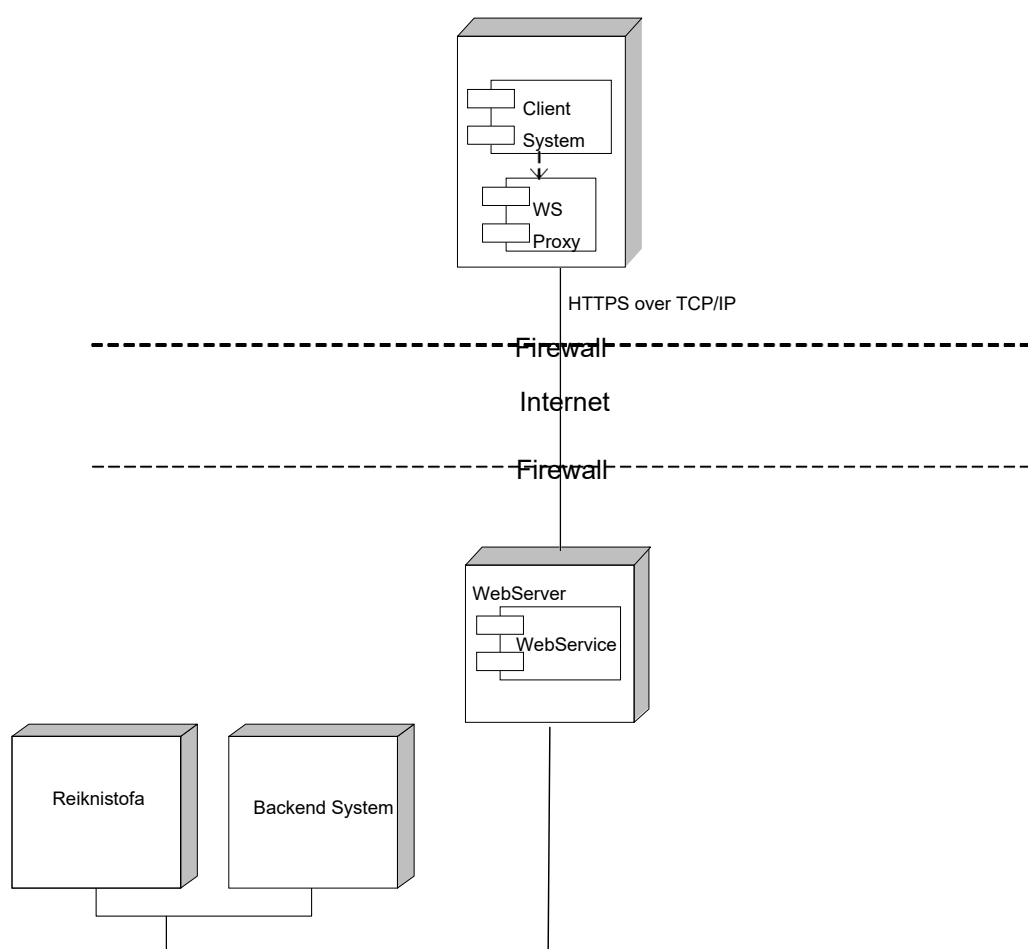 Client
System
WS
Proxy
HTTPS over TCP/IP
Firewall
Internet
Firewall
WebServer
WebService
Reiknistofa
Backend System